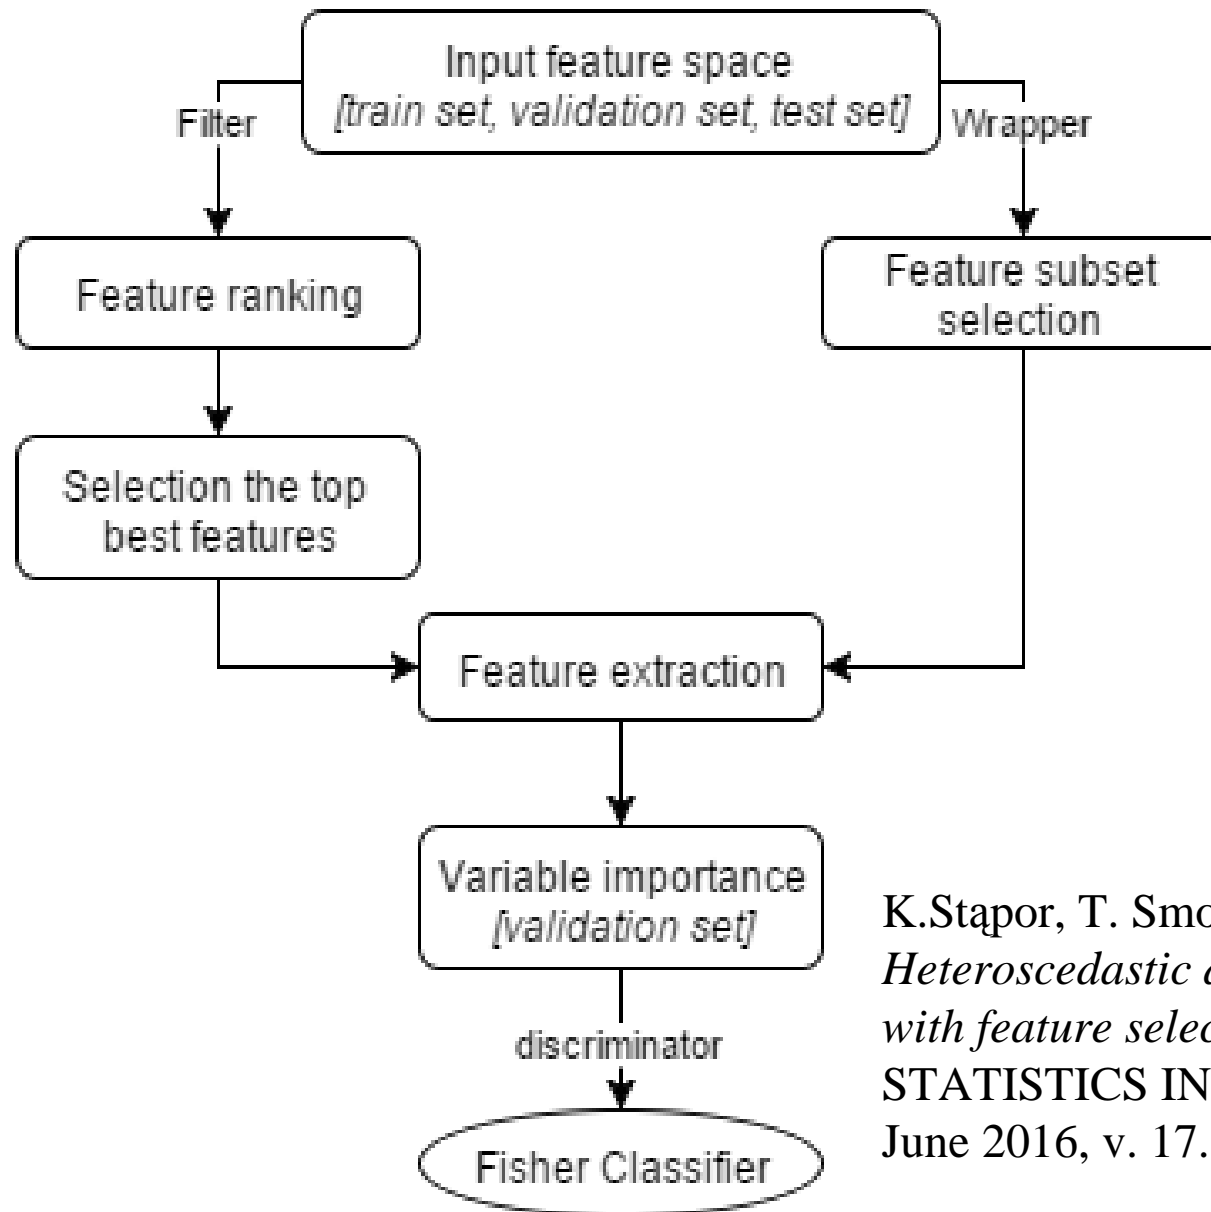 Input feature space
[train set, validation set, test set]
Filter
Wrapper
Feature ranking
Feature subset
selection
Selection the top
best features
Feature extraction
Variable importance
[validation set]
discriminator
Fisher Classifier
K.Stąpor, T. Smo
Heteroscedastic
with feature selec
STATISTICS IN
June 2016, v. 17.